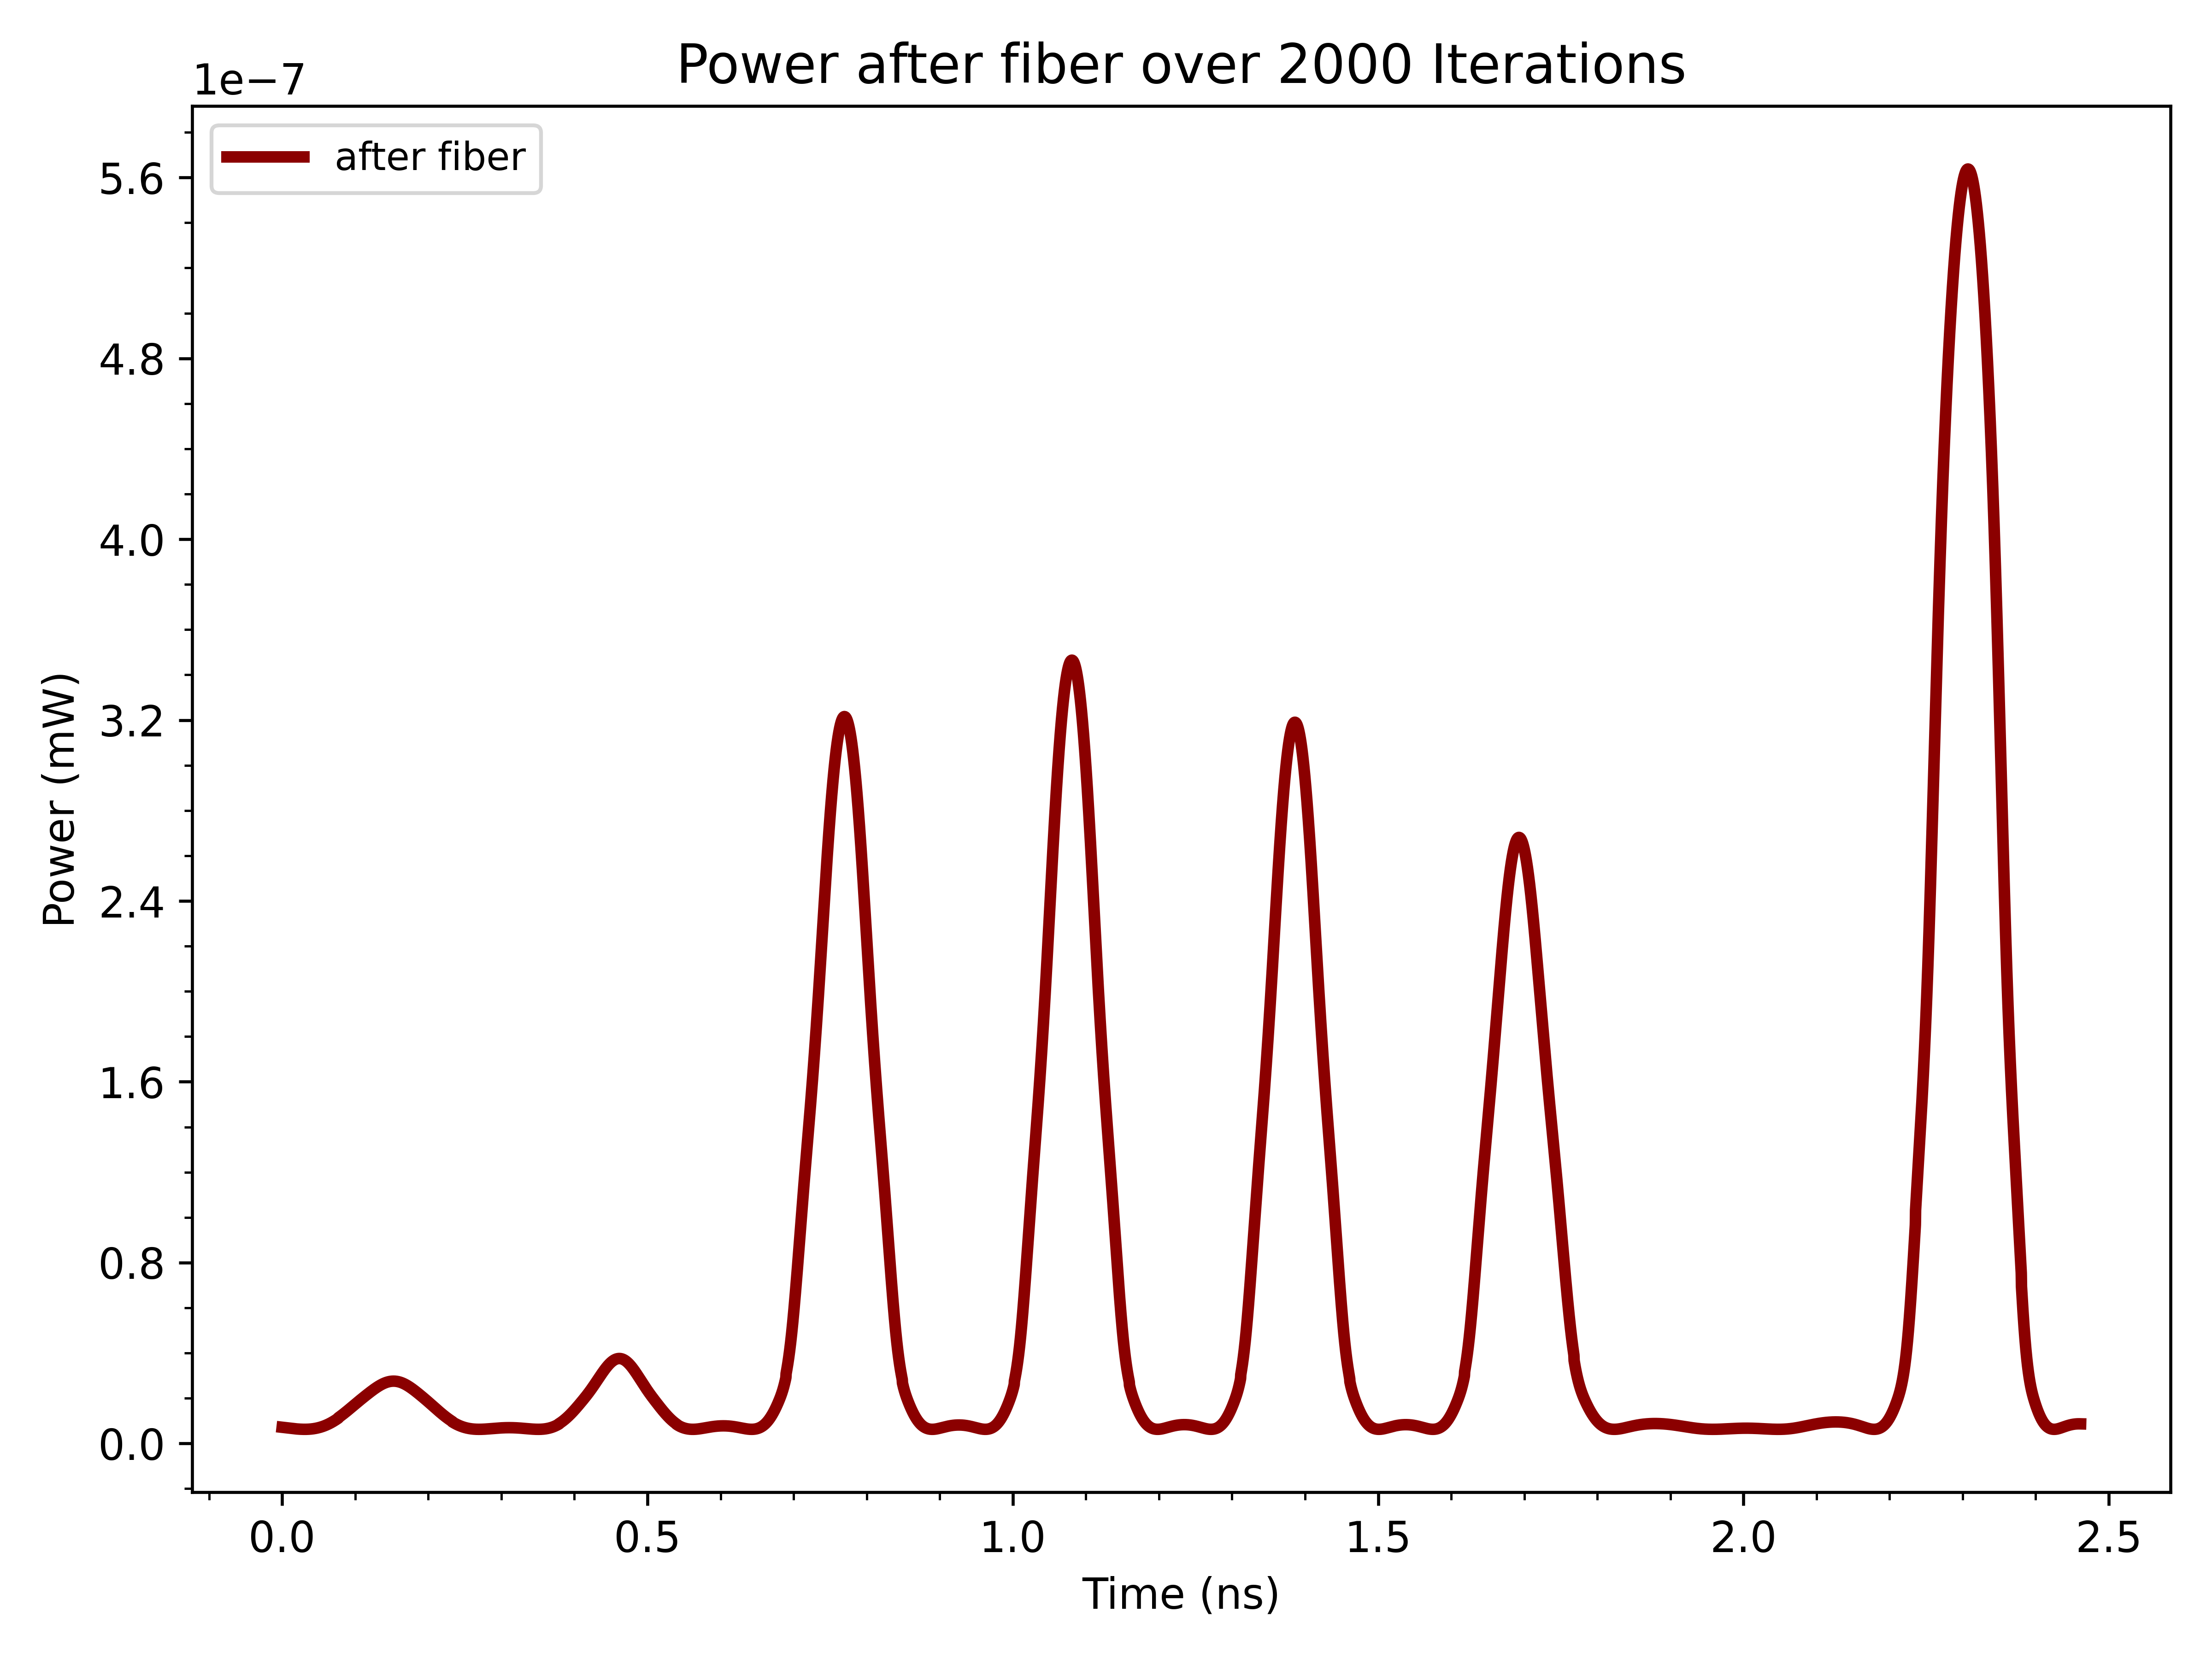 Power after fiber over 2000 Iterations
1e−7
after fiber
5.6
4.8
4.0
3.2
2.4
1.6
0.8
0.0
Power (mW)
0.0 0.5 1.0 1.5 2.0 2.5
Time (ns)